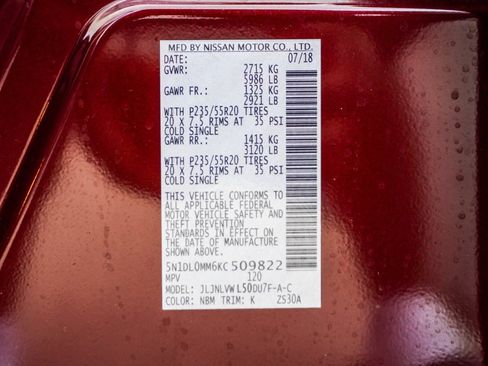 MFD BY NISSAN MOTOR CO., LTD.
DATE: 07/18
GVWR: 2715 KG
5986 LB
GAWR FR.: 1325 KG
2921 LB
WITH P235/55R20 TIRES
20 x 7.5 RIMS AT 35 PSI
COLD SINGLE
GAWR RR.: 1415 KG
3120 LB
WITH P235/55R20 TIRES
20 x 7.5 RIMS AT 35 PSI
COLD SINGLE
THIS VEHICLE CONFORMS TO
ALL APPLICABLE FEDERAL
MOTOR VEHICLE SAFETY AND
THEFT PREVENTION
STANDARDS IN EFFECT ON
THE DATE OF MANUFACTURE
SHOWN ABOVE.
5N1DL0MM6KC509822
MPV 120
MODEL: JLJNLVWL50DU7F-A-C
COLOR: NBM TRIM: K ZS30A